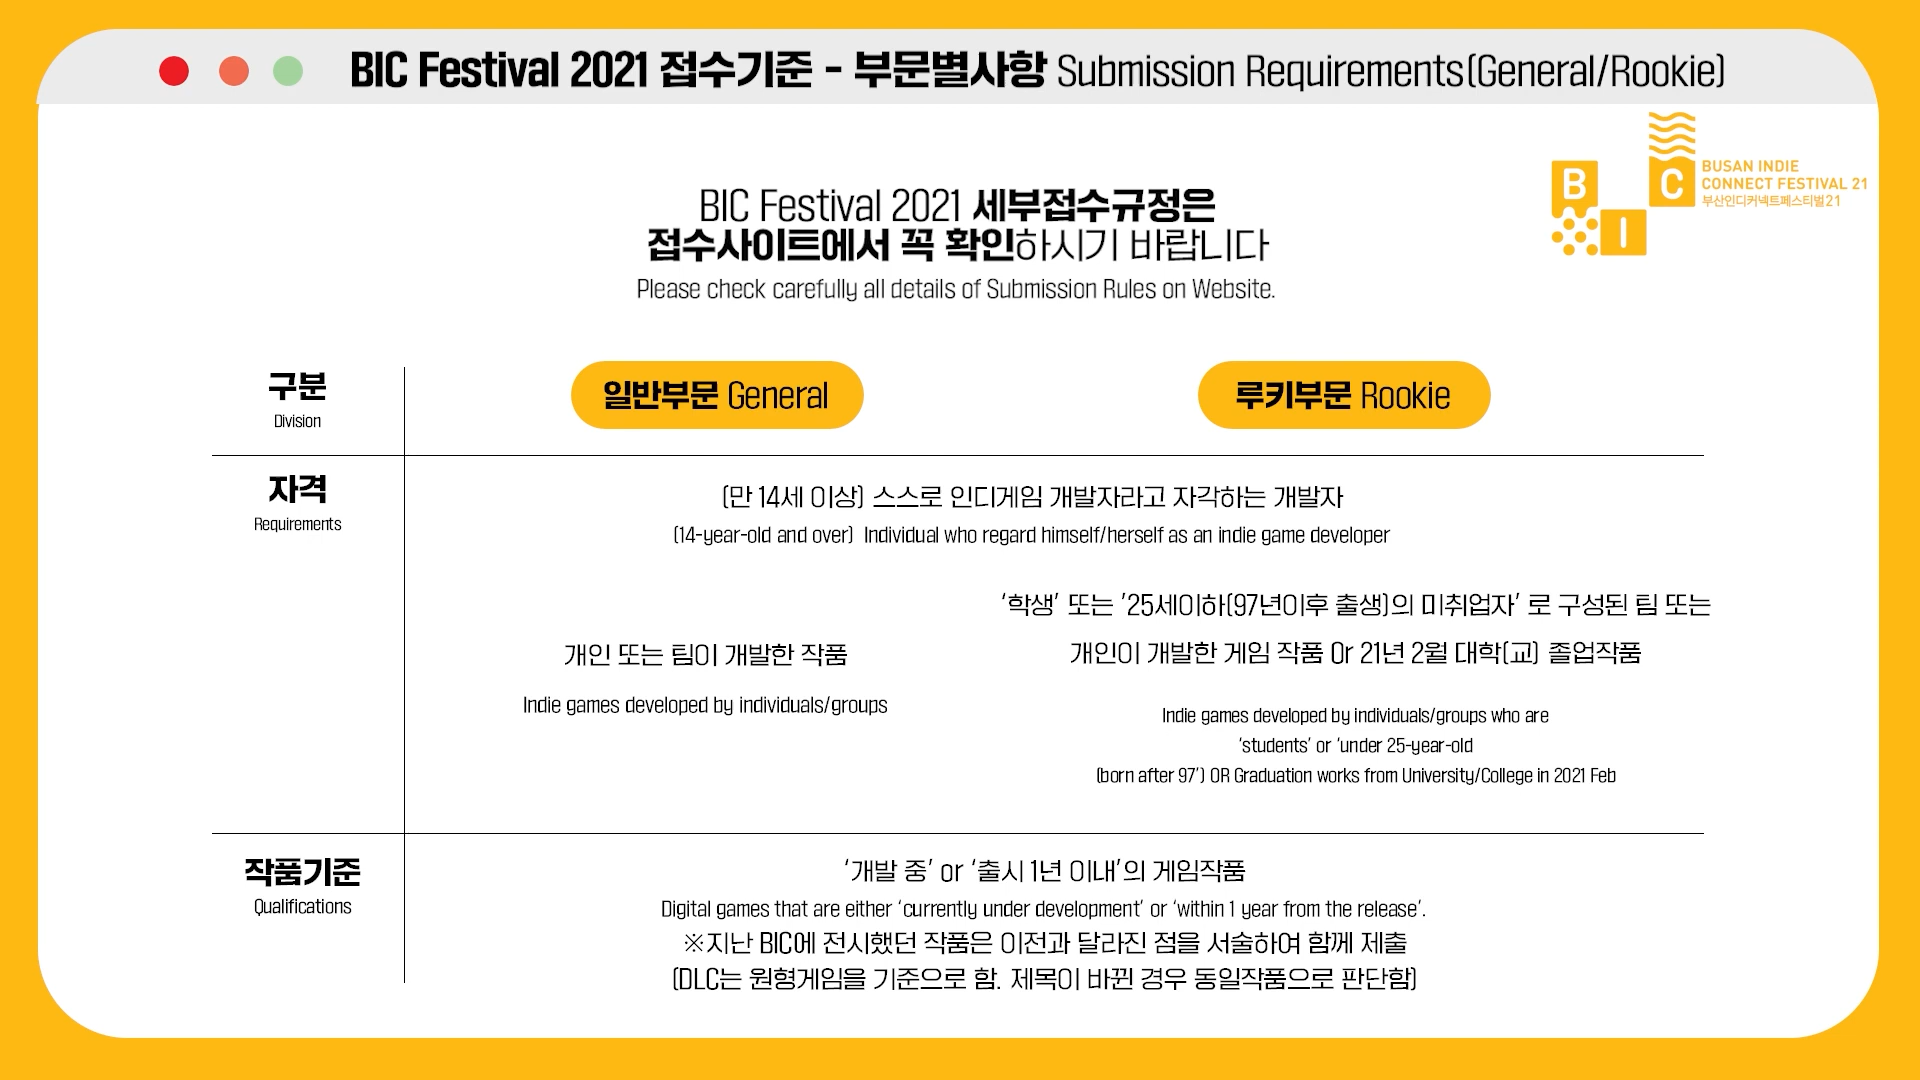 BIC Festival 2021 접수기준 - 부문별사항 Submission Requirements(General/Rookie)
B I C
BUSAN INDIE
CONNECT FESTIVAL 21
부산인디커넥트페스티벌21
BIC Festival 2021 세부접수규정은
접수사이트에서 꼭 확인하시기 바랍니다
Please check carefully all details of Submission Rules on Website.
구분
Division
일반부문 General
루키부문 Rookie
자격
Requirements
(만 14세 이상) 스스로 인디게임 개발자라고 자각하는 개발자
(14-year-old and over) Individual who regard himself/herself as an indie game developer
개인 또는 팀이 개발한 작품
Indie games developed by individuals/groups
‘학생’ 또는 ’25세이하(97년이후 출생)의 미취업자’ 로 구성된 팀 또는
개인이 개발한 게임 작품 Or 21년 2월 대학(교) 졸업작품
Indie games developed by individuals/groups who are
‘students’ or ‘under 25-year-old
(born after 97’) OR Graduation works from University/College in 2021 Feb
작품기준
Qualifications
‘개발 중’ or ‘출시 1년 이내’의 게임작품
Digital games that are either ‘currently under development’ or ‘within 1 year from the release’.
※지난 BIC에 전시했던 작품은 이전과 달라진 점을 서술하여 함께 제출
(DLC는 원형게임을 기준으로 함. 제목이 바뀐 경우 동일작품으로 판단함)